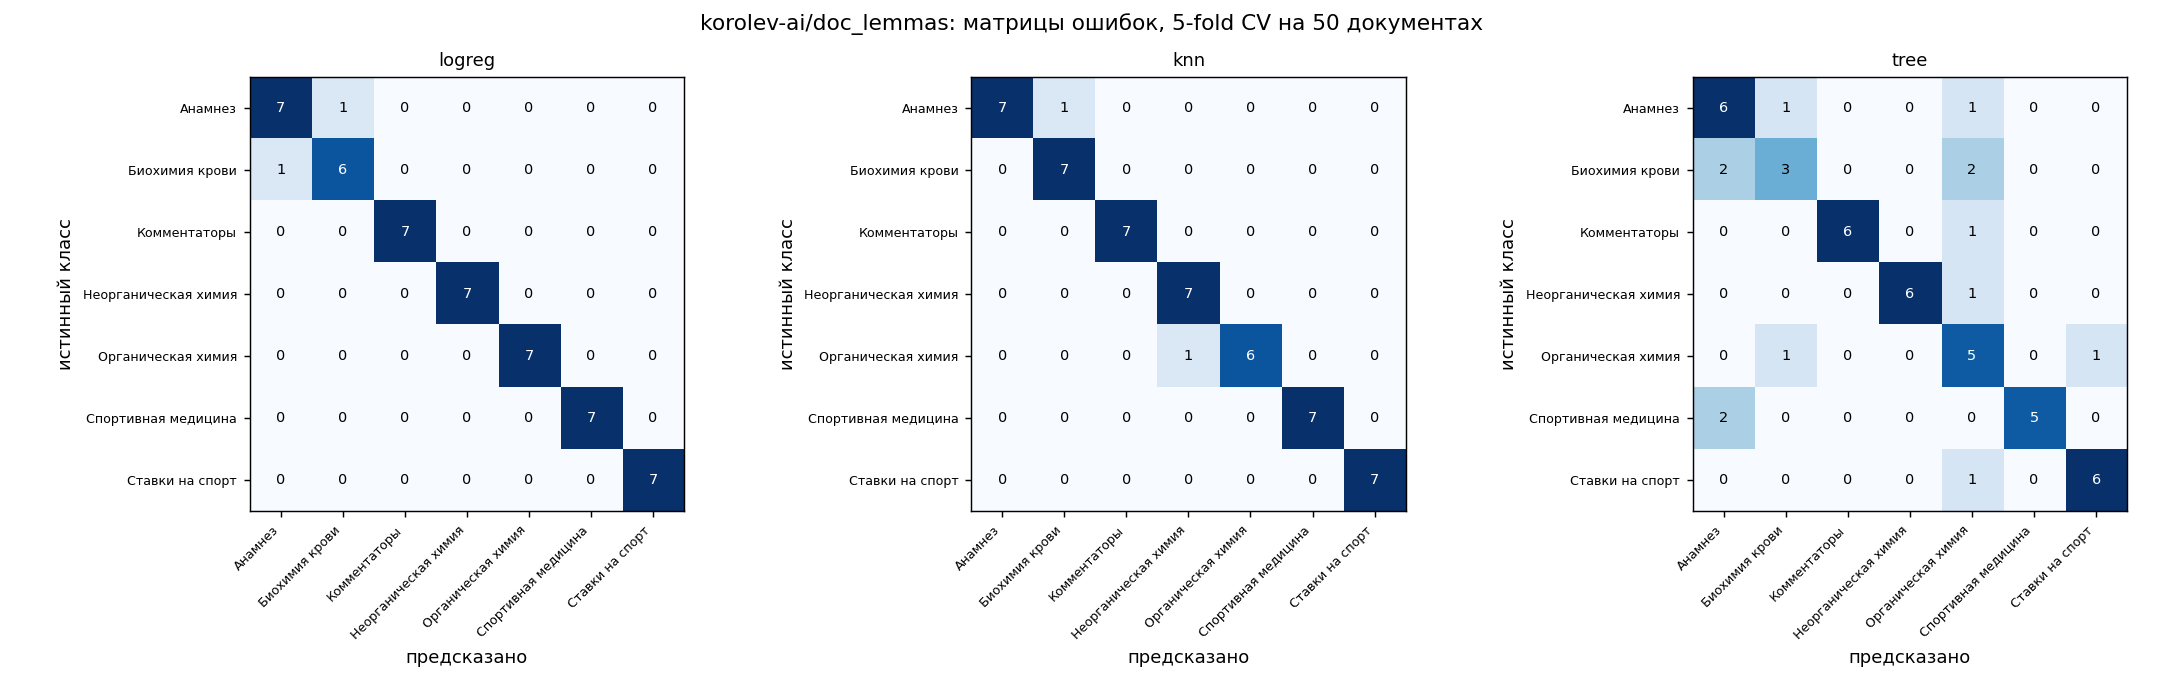 korolev-ai/doc_lemmas: матрицы ошибок, 5-fold CV на 50 документах
logreg
истинный класс
Анамнез 7 1 0 0 0 0 0
Биохимия крови 1 6 0 0 0 0 0
Комментаторы 0 0 7 0 0 0 0
Неорганическая химия 0 0 0 7 0 0 0
Органическая химия 0 0 0 0 7 0 0
Спортивная медицина 0 0 0 0 0 7 0
Ставки на спорт 0 0 0 0 0 0 7
Анамнез
Биохимия крови
Комментаторы
Неорганическая химия
Органическая химия
Спортивная медицина
Ставки на спорт
предсказано
knn
истинный класс
Анамнез 7 1 0 0 0 0 0
Биохимия крови 0 7 0 0 0 0 0
Комментаторы 0 0 7 0 0 0 0
Неорганическая химия 0 0 0 7 0 0 0
Органическая химия 0 0 0 1 6 0 0
Спортивная медицина 0 0 0 0 0 7 0
Ставки на спорт 0 0 0 0 0 0 7
Анамнез
Биохимия крови
Комментаторы
Неорганическая химия
Органическая химия
Спортивная медицина
Ставки на спорт
предсказано
tree
истинный класс
Анамнез 6 1 0 0 1 0 0
Биохимия крови 2 3 0 0 2 0 0
Комментаторы 0 0 6 0 1 0 0
Неорганическая химия 0 0 0 6 1 0 0
Органическая химия 0 1 0 0 5 0 1
Спортивная медицина 2 0 0 0 0 5 0
Ставки на спорт 0 0 0 0 1 0 6
Анамнез
Биохимия крови
Комментаторы
Неорганическая химия
Органическая химия
Спортивная медицина
Ставки на спорт
предсказано